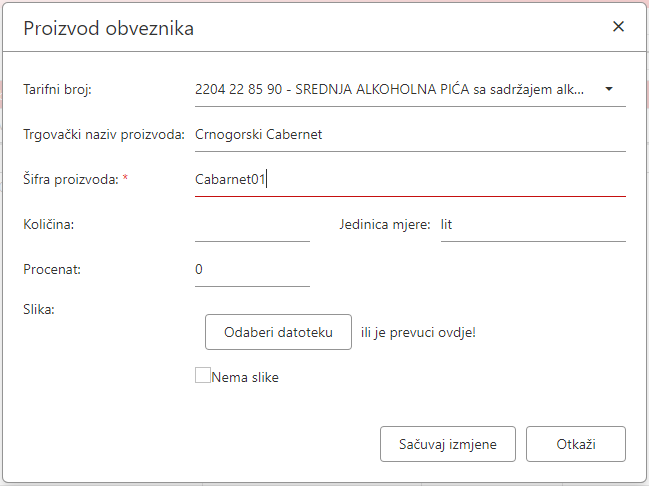 Proizvod obveznika
Tarifni broj: 2204 22 85 90 - SREDNJA ALKOHOLNA PIĆA sa sadržajem alk...
Trgovački naziv proizvoda: Crnogorski Cabernet
Šifra proizvoda: * Cabarnet01
Količina: Jedinica mjere: lit
Procenat: 0
Slika:
Odaberi datoteku ili je prevuci ovdje!
Nema slike
Sačuvaj izmjene Otkaži